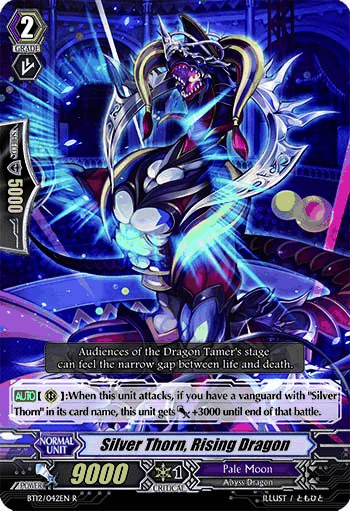 2
GRADE
5000
SHIELD
Audiences of the Dragon Tamer's stage
can feel the narrow gap between life and death.
AUTO [ ]:When this unit attacks, if you have a vanguard with "Silver
Thorn" in its card name, this unit gets +3000 until end of that battle.
NORMAL
UNIT
Silver Thorn, Rising Dragon
POWER
9000
1
CRITICAL
Pale Moon
Abyss Dragon
BT12/042EN R
ILLUST / ともひと